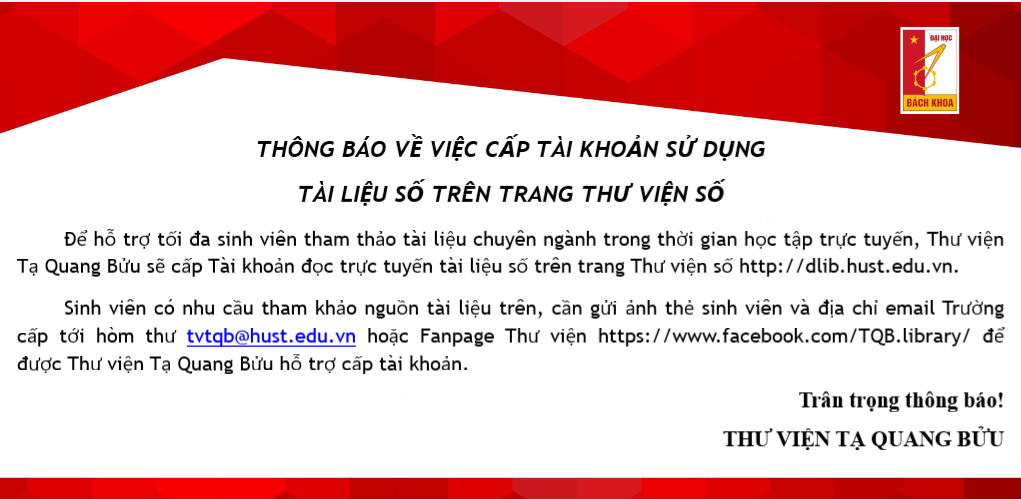 ĐẠI HỌC
BÁCH KHOA
THÔNG BÁO VỀ VIỆC CẤP TÀI KHOẢN SỬ DỤNG
TÀI LIỆU SỐ TRÊN TRANG THƯ VIỆN SỐ
Để hỗ trợ tối đa sinh viên tham thảo tài liệu chuyên ngành trong thời gian học tập trực tuyến, Thư viện
Tạ Quang Bửu sẽ cấp Tài khoản đọc trực tuyến tài liệu số trên trang Thư viện số http://dlib.hust.edu.vn.
Sinh viên có nhu cầu tham khảo nguồn tài liệu trên, cần gửi ảnh thẻ sinh viên và địa chỉ email Trường
cấp tới hòm thư tvtqb@hust.edu.vn hoặc Fanpage Thư viện https://www.facebook.com/TQB.library/ để
được Thư viện Tạ Quang Bửu hỗ trợ cấp tài khoản.
Trân trọng thông báo!
THƯ VIỆN TẠ QUANG BỬU